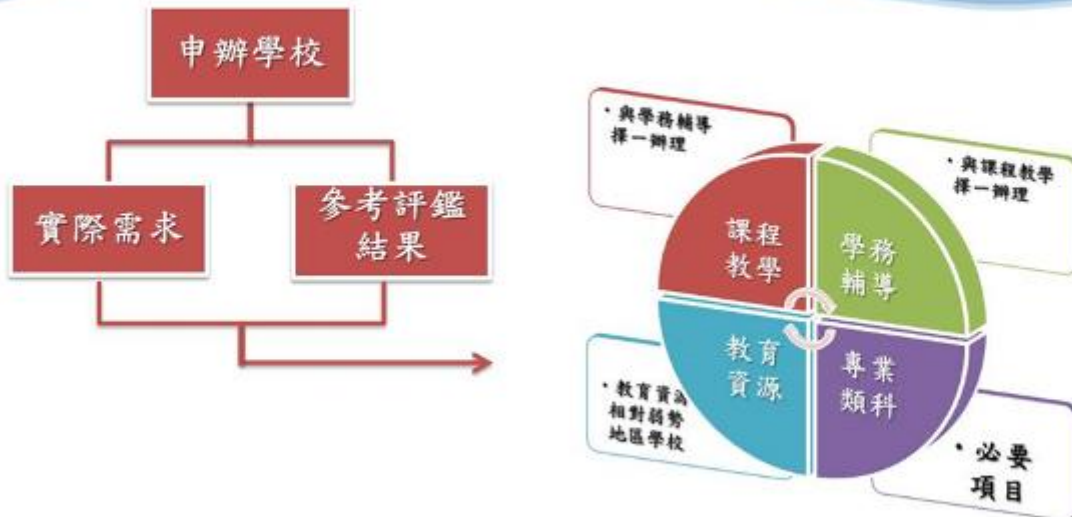 申辦學校
實際需求
參考評鑑
結果
・與學務輔導
擇一辦理
・與課程教學
擇一辦理
課程
教學
學務
輔導
教育
資源
專業
類科
・教育資源
相對弱勢
地區學校
・必要
項目